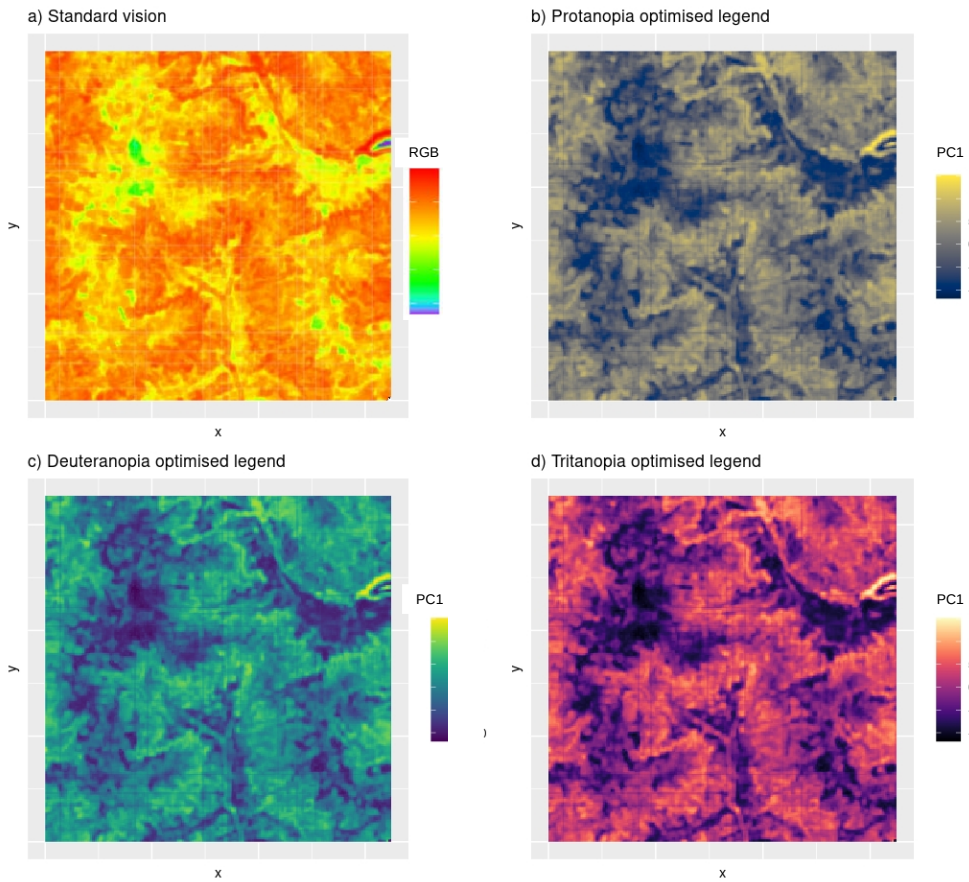 a) Standard vision
b) Protanopia optimised legend
RGB
PC1
y
y
x
x
c) Deuteranopia optimised legend
d) Tritanopia optimised legend
PC1
PC1
y
y
x
x